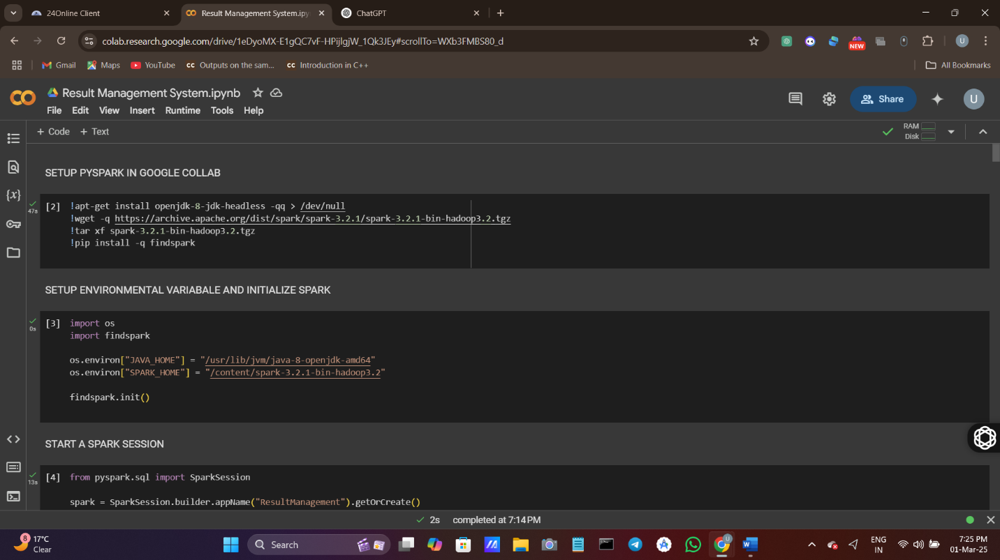 24Online Client
Result Management System.ipy
ChatGPT
colab.research.google.com/drive/1eDyoMX-E1gQC7vF-HPijlgjW_1Qk3JEy#scrollTo=WXb3FMBS80_d
NEW
U
Gmail
Maps
YouTube
CC Outputs on the sam...
CC Introduction in C++
All Bookmarks
Result Management System.ipynb
File Edit View Insert Runtime Tools Help
Share
U
+ Code + Text
RAM
Disk
SETUP PYSPARK IN GOOGLE COLLAB
47s
[2] !apt-get install openjdk-8-jdk-headless -qq > /dev/null
!wget -q https://archive.apache.org/dist/spark/spark-3.2.1/spark-3.2.1-bin-hadoop3.2.tgz
!tar xf spark-3.2.1-bin-hadoop3.2.tgz
!pip install -q findspark
SETUP ENVIRONMENTAL VARIABALE AND INITIALIZE SPARK
0s
[3] import os
import findspark
os.environ["JAVA_HOME"] = "/usr/lib/jvm/java-8-openjdk-amd64"
os.environ["SPARK_HOME"] = "/content/spark-3.2.1-bin-hadoop3.2"
findspark.init()
START A SPARK SESSION
13s
[4] from pyspark.sql import SparkSession
spark = SparkSession.builder.appName("ResultManagement").getOrCreate()
2s completed at 7:14 PM
8
17°C
Clear
Search
U
ENG
IN
7:25 PM
01-Mar-25